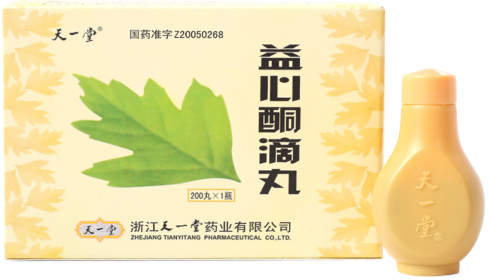 天一堂®
国药准字Z20050268
益心酮滴丸
200丸×1瓶
天一堂
浙江天一堂药业有限公司
ZHEJIANG TIANYITANG PHARMACEUTICAL CO.,LTD.
天一堂